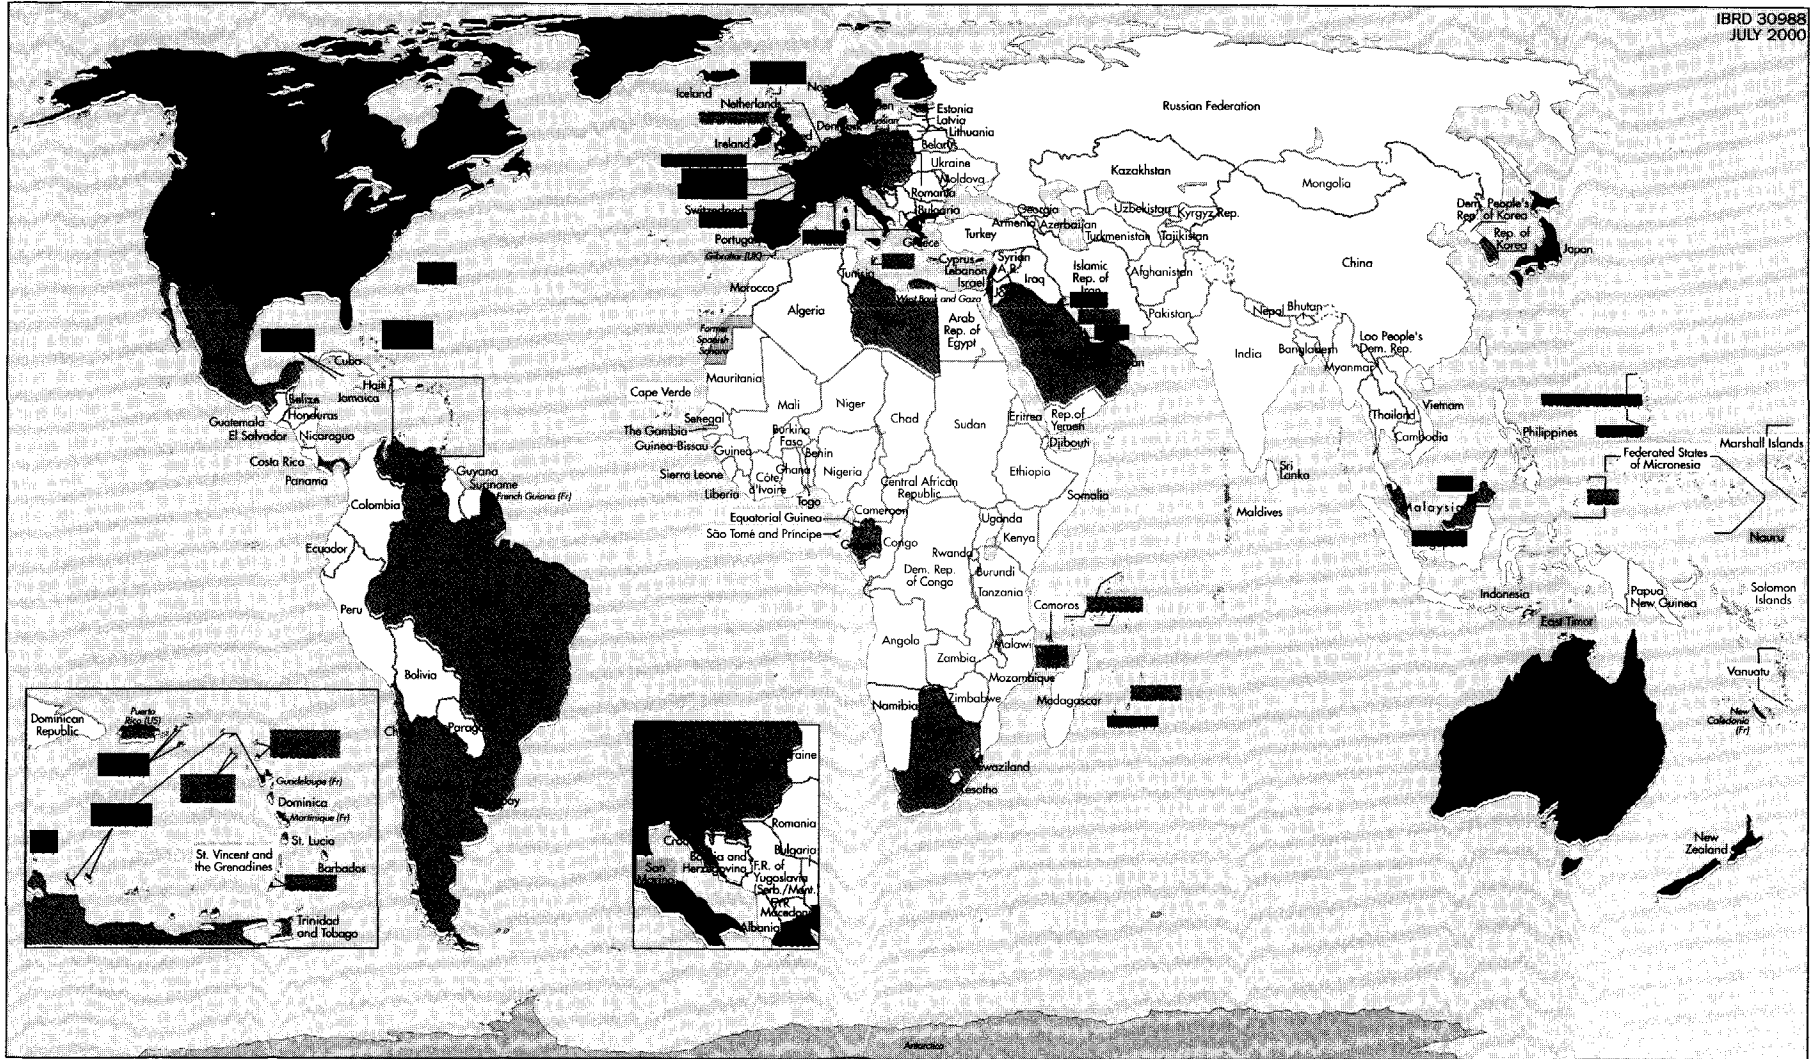 IBRD 30988
JULY 2000
Iceland
Netherlands
Ireland
Estonia
Latvia
Lithuania
Belarus
Ukraine
Moldova
Romania
Bulgaria
Switzerland
Gibraltar (UK)
Greece
Russian Federation
Kazakhstan
Mongolia
Georgia
Armenia
Azerbaijan
Uzbekistan
Kyrgyz Rep.
Turkey
Turkmenistan
Tajikistan
Cyprus
Lebanon
Israel
Syrian
A.R.
Iraq
Islamic
Rep. of
Iran
Afghanistan
Pakistan
China
Dem. People's
Rep. of Korea
Rep. of
Korea
Japan
Nepal
Bhutan
India
Bangladesh
Myanmar
Lao People's
Dem. Rep.
Thailand
Vietnam
Cambodia
Philippines
Sri
Lanka
Maldives
Malaysia
Indonesia
East Timor
Papua
New Guinea
Federated States
of Micronesia
Marshall Islands
Nauru
Solomon
Islands
Vanuatu
New
Caledonia
(Fr)
New
Zealand
Morocco
Algeria
Tunisia
West Bank and Gaza
Arab
Rep. of
Egypt
Former
Spanish
Sahara
Cape Verde
Mauritania
Mali
Niger
Chad
Sudan
Eritrea
Rep. of
Yemen
Djibouti
Senegal
The Gambia
Guinea-Bissau
Guinea
Sierra Leone
Liberia
Côte
d'Ivoire
Burkina
Faso
Ghana
Togo
Benin
Nigeria
Cameroon
Central African
Republic
Ethiopia
Somalia
Equatorial Guinea
São Tomé and Príncipe
Congo
Dem. Rep.
of Congo
Uganda
Kenya
Rwanda
Burundi
Tanzania
Comoros
Angola
Zambia
Malawi
Mozambique
Madagascar
Namibia
Zimbabwe
Swaziland
Lesotho
Cuba
Haiti
Jamaica
Belize
Honduras
Guatemala
El Salvador
Nicaragua
Costa Rica
Panama
Guyana
Suriname
French Guiana (Fr)
Colombia
Ecuador
Peru
Bolivia
Dominican
Republic
Puerto
Rico (US)
Guadeloupe (Fr)
Dominica
Martinique (Fr)
St. Lucia
St. Vincent and
the Grenadines
Barbados
Trinidad
and Tobago
Romania
Bulgaria
Bosnia and
Herzegovina
F.R. of
Yugoslavia
(Serb./Mont.)
Albania
San
Marino
Antarctica